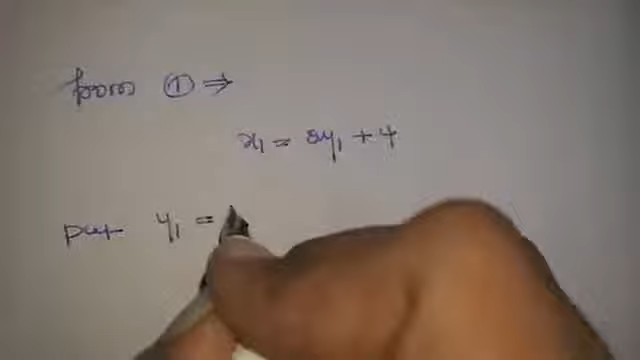 from ① ⇒
x₁ = 8y₁ + 4
put y₁ =